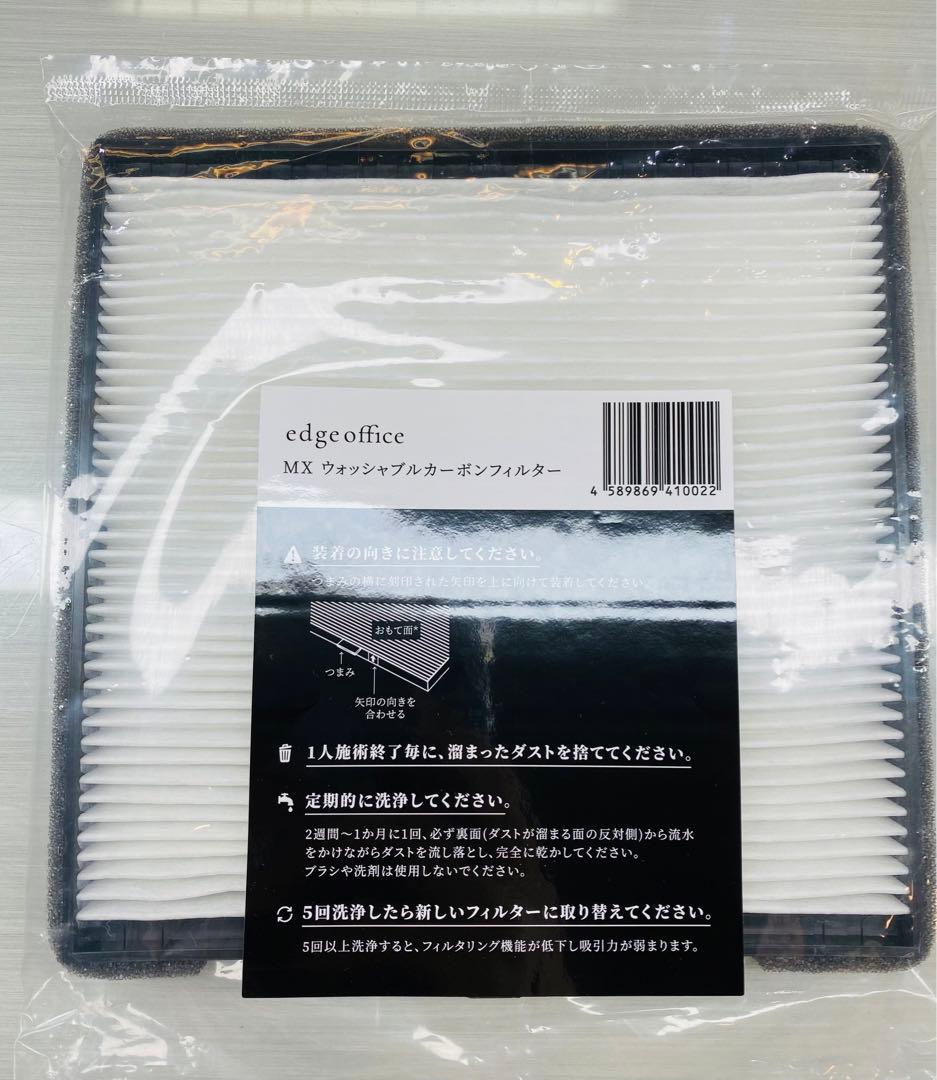 edge office
MX ウォッシャブルカーボンフィルター
4 589869 410022
装着の向きに注意してください。
つまみの横に刻印された矢印を上に向けて装着してください。
おもて面*
つまみ
矢印の向きを
合わせる
1人施術終了毎に、溜まったダストを捨ててください。
定期的に洗浄してください。
2週間～1か月に1回、必ず裏面(ダストが溜まる面の反対側)から流水
をかけながらダストを流し落とし、完全に乾かしてください。
ブラシや洗剤は使用しないでください。
5回洗浄したら新しいフィルターに取り替えてください。
5回以上洗浄すると、フィルタリング機能が低下し吸引力が弱まります。